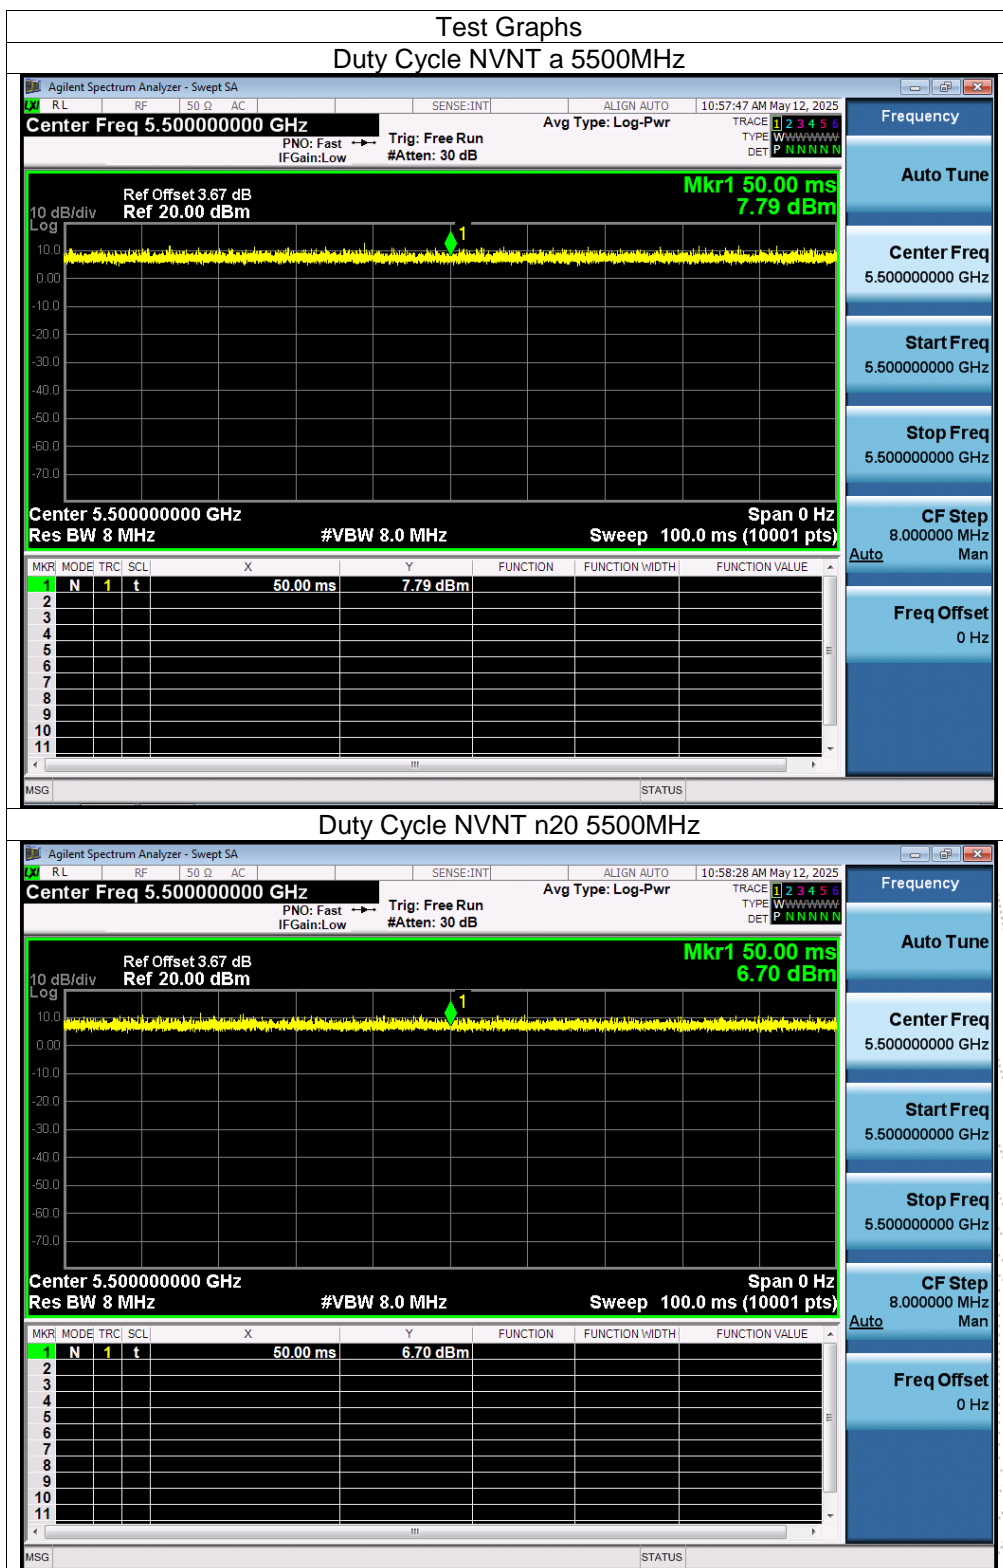 Test Graphs
Duty Cycle NVNT a 5500MHz
Agilent Spectrum Analyzer - Swept SA
LXI RL RF 50 Ω AC SENSE:INT ALIGN AUTO 10:57:47 AM May 12, 2025
Center Freq 5.500000000 GHz Avg Type: Log-Pwr TRACE 1 2 3 4 5 6
PNO: Fast Trig: Free Run TYPE WWWWWW
IFGain:Low #Atten: 30 dB DET P N N N N N
Frequency
Mkr1 50.00 ms
Ref Offset 3.67 dB
10 dB/div Ref 20.00 dBm 7.79 dBm
Log
1
10.0
0.00
-10.0
-20.0
-30.0
-40.0
-50.0
-60.0
-70.0
Center 5.500000000 GHz Span 0 Hz
Res BW 8 MHz #VBW 8.0 MHz Sweep 100.0 ms (10001 pts)
MKR MODE TRC SCL X Y FUNCTION FUNCTION WIDTH FUNCTION VALUE
1 N 1 t 50.00 ms 7.79 dBm
2
3
4
5
6
7
8
9
10
11
MSG STATUS
Auto Tune
Center Freq
5.500000000 GHz
Start Freq
5.500000000 GHz
Stop Freq
5.500000000 GHz
CF Step
8.000000 MHz
Auto Man
Freq Offset
0 Hz
Duty Cycle NVNT n20 5500MHz
Agilent Spectrum Analyzer - Swept SA
LXI RL RF 50 Ω AC SENSE:INT ALIGN AUTO 10:58:28 AM May 12, 2025
Center Freq 5.500000000 GHz Avg Type: Log-Pwr TRACE 1 2 3 4 5 6
PNO: Fast Trig: Free Run TYPE WWWWWW
IFGain:Low #Atten: 30 dB DET P N N N N N
Frequency
Mkr1 50.00 ms
Ref Offset 3.67 dB
10 dB/div Ref 20.00 dBm 6.70 dBm
Log
1
10.0
0.00
-10.0
-20.0
-30.0
-40.0
-50.0
-60.0
-70.0
Center 5.500000000 GHz Span 0 Hz
Res BW 8 MHz #VBW 8.0 MHz Sweep 100.0 ms (10001 pts)
MKR MODE TRC SCL X Y FUNCTION FUNCTION WIDTH FUNCTION VALUE
1 N 1 t 50.00 ms 6.70 dBm
2
3
4
5
6
7
8
9
10
11
MSG STATUS
Auto Tune
Center Freq
5.500000000 GHz
Start Freq
5.500000000 GHz
Stop Freq
5.500000000 GHz
CF Step
8.000000 MHz
Auto Man
Freq Offset
0 Hz